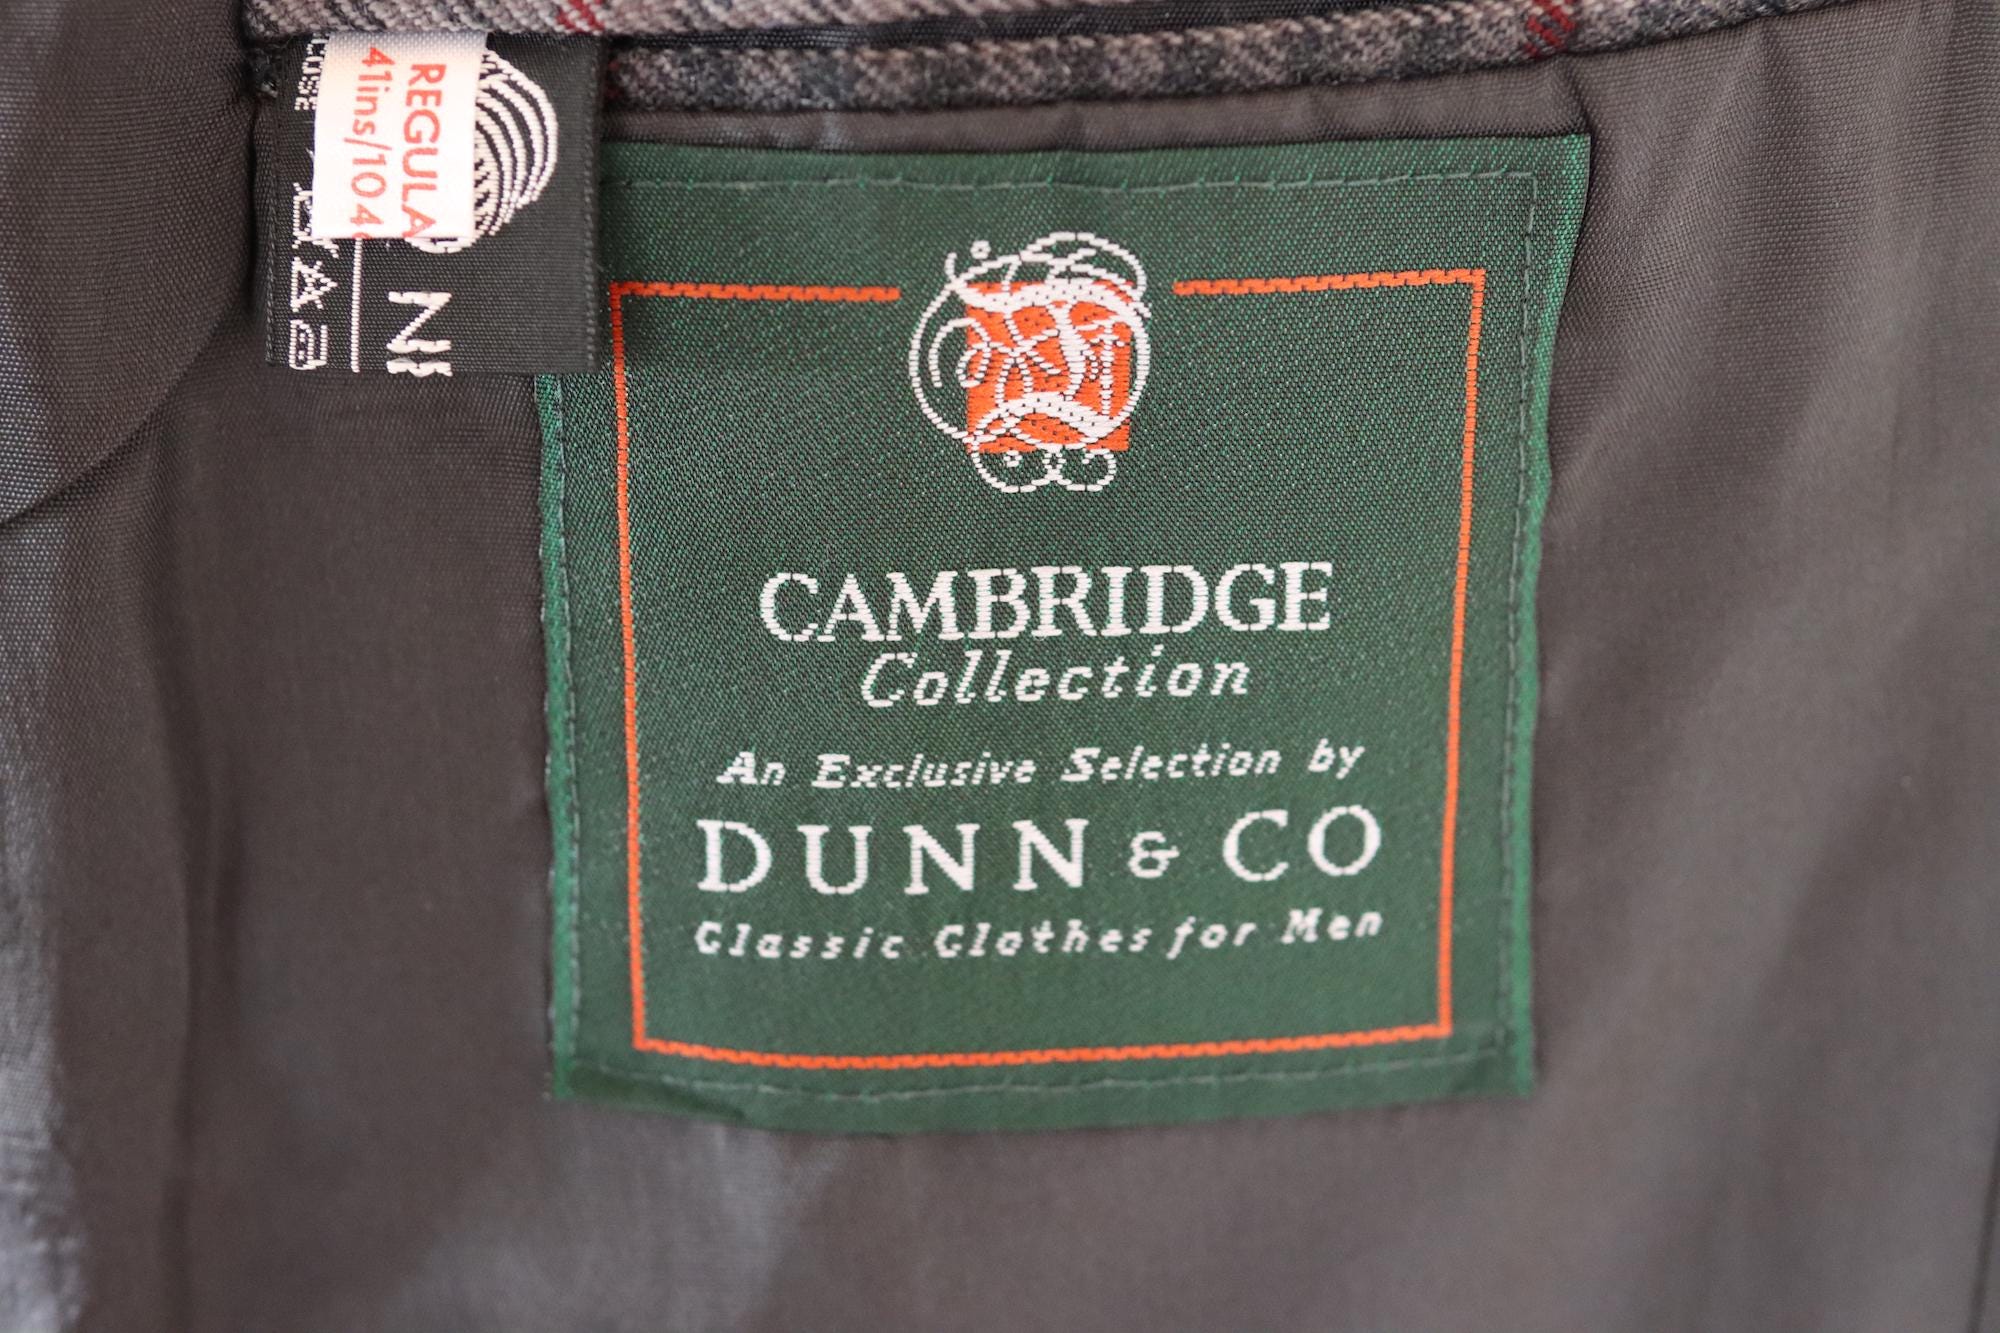 REGULA
41ins/104
CAMBRIDGE
Collection
An Exclusive Selection by
DUNN & CO
Classic Clothes for Men